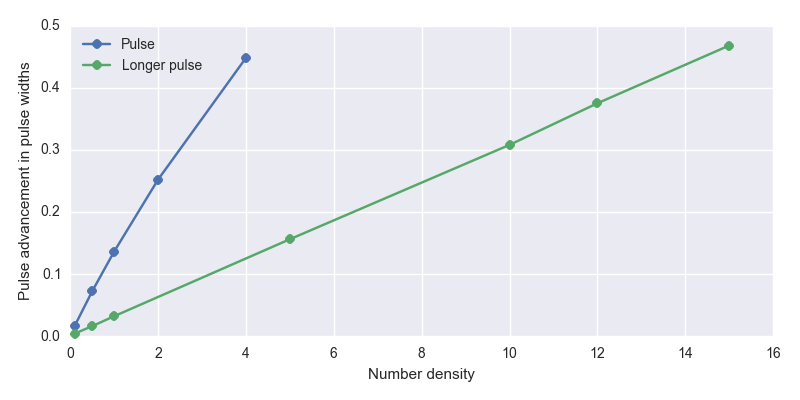 Pulse
Longer pulse
Pulse advancement in pulse widths
0.5
0.4
0.3
0.2
0.1
0.0
0 2 4 6 8 10 12 14 16
Number density